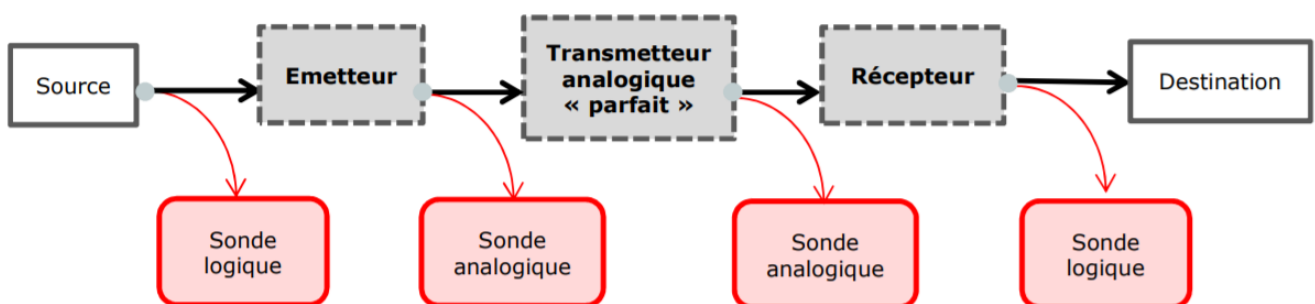 Source
Emetteur
Transmetteur
analogique
« parfait »
Récepteur
Destination
Sonde
logique
Sonde
analogique
Sonde
analogique
Sonde
logique